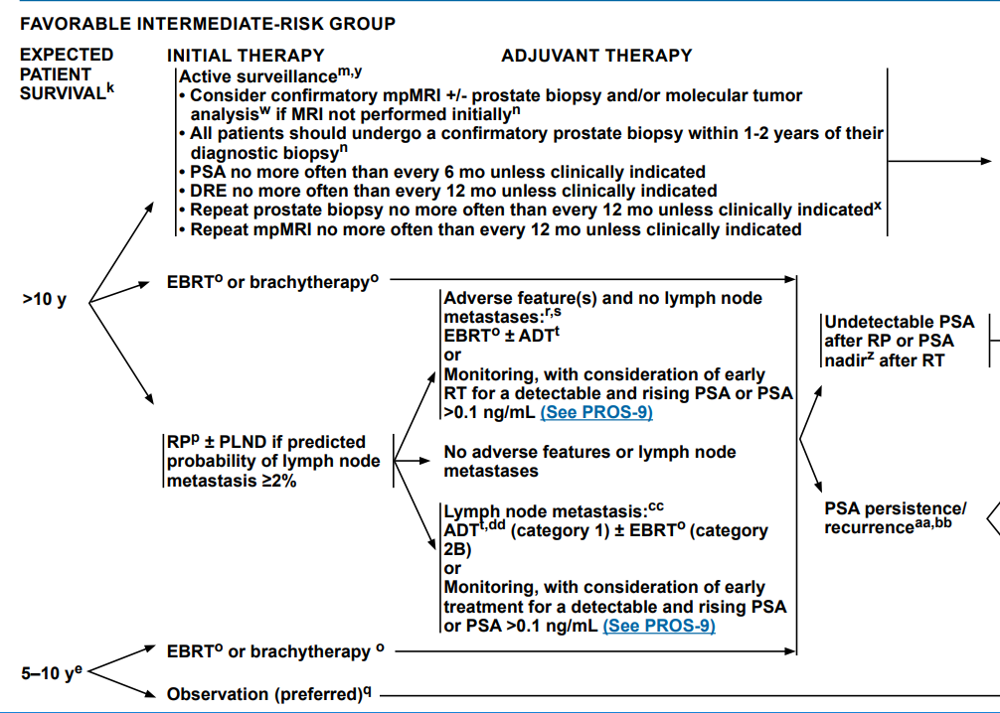 FAVORABLE INTERMEDIATE-RISK GROUP
EXPECTED
PATIENT
SURVIVALk
INITIAL THERAPY
ADJUVANT THERAPY
>10 y
Active surveillancem,y
• Consider confirmatory mpMRI +/- prostate biopsy and/or molecular tumor
analysisw if MRI not performed initiallyn
• All patients should undergo a confirmatory prostate biopsy within 1-2 years of their
diagnostic biopsyn
• PSA no more often than every 6 mo unless clinically indicated
• DRE no more often than every 12 mo unless clinically indicated
• Repeat prostate biopsy no more often than every 12 mo unless clinically indicatedx
• Repeat mpMRI no more often than every 12 mo unless clinically indicated
EBRTo or brachytherapyo
RPp ± PLND if predicted
probability of lymph node
metastasis ≥2%
Adverse feature(s) and no lymph node
metastases:r,s
EBRTo ± ADTt
or
Monitoring, with consideration of early
RT for a detectable and rising PSA or PSA
>0.1 ng/mL (See PROS-9)
No adverse features or lymph node
metastases
Lymph node metastasis:cc
ADTt,dd (category 1) ± EBRTo (category
2B)
or
Monitoring, with consideration of early
treatment for a detectable and rising PSA
or PSA >0.1 ng/mL (See PROS-9)
Undetectable PSA
after RP or PSA
nadirz after RT
PSA persistence/
recurrenceaa,bb
5–10 ye
EBRTo or brachytherapy o
Observation (preferred)q